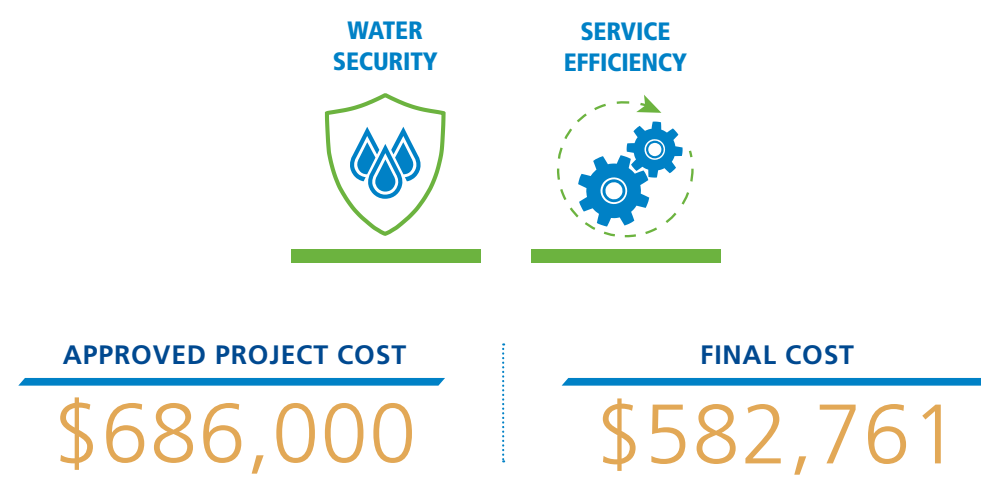 WATER
SECURITY
SERVICE
EFFICIENCY
APPROVED PROJECT COST
$686,000
FINAL COST
$582,761